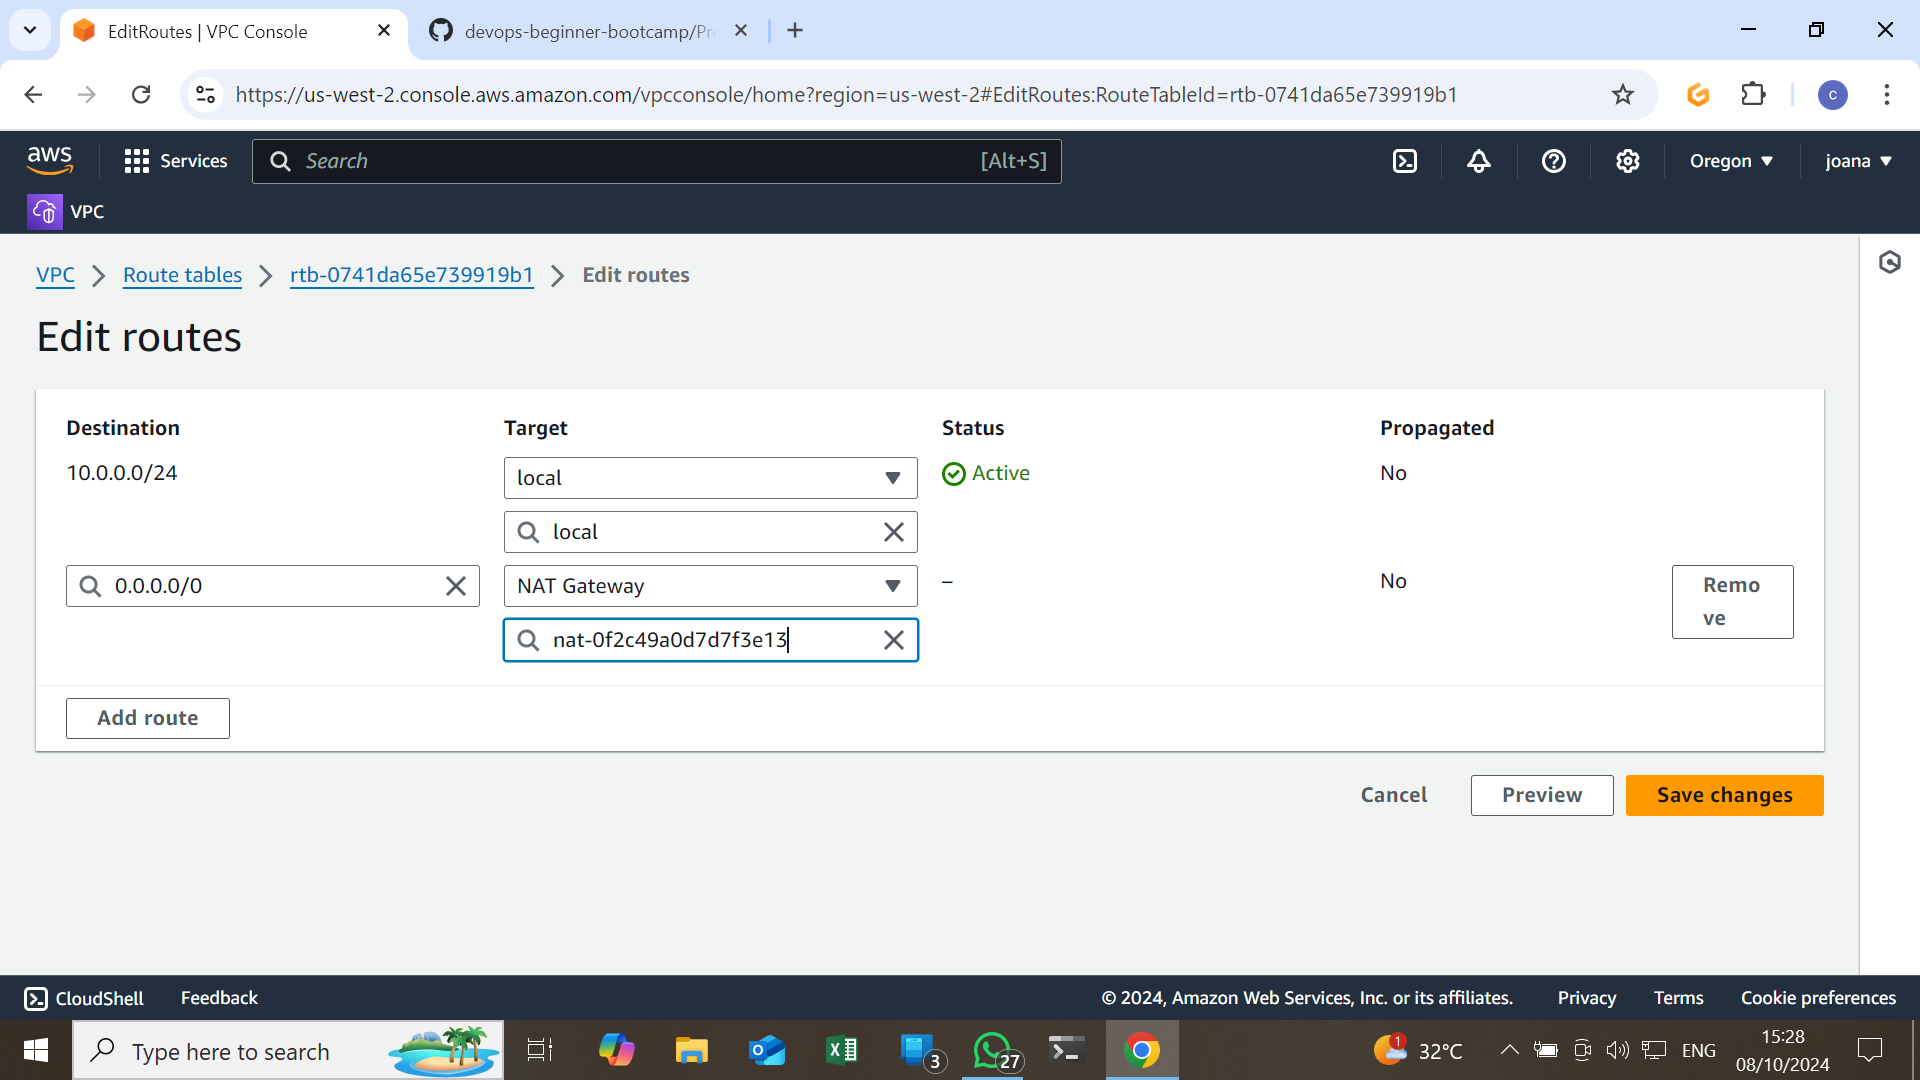 EditRoutes | VPC Console
devops-beginner-bootcamp/Pr
https://us-west-2.console.aws.amazon.com/vpcconsole/home?region=us-west-2#EditRoutes:RouteTableId=rtb-0741da65e739919b1
c
aws
Services
Search
[Alt+S]
Oregon
joana
VPC
VPC
Route tables
rtb-0741da65e739919b1
Edit routes
Edit routes
Destination
Target
Status
Propagated
10.0.0.0/24
local
Active
No
local
0.0.0.0/0
NAT Gateway
–
No
Remo
ve
nat-0f2c49a0d7d7f3e13
Add route
Cancel
Preview
Save changes
CloudShell
Feedback
© 2024, Amazon Web Services, Inc. or its affiliates.
Privacy
Terms
Cookie preferences
Type here to search
3
27
1
32°C
ENG
15:28
08/10/2024